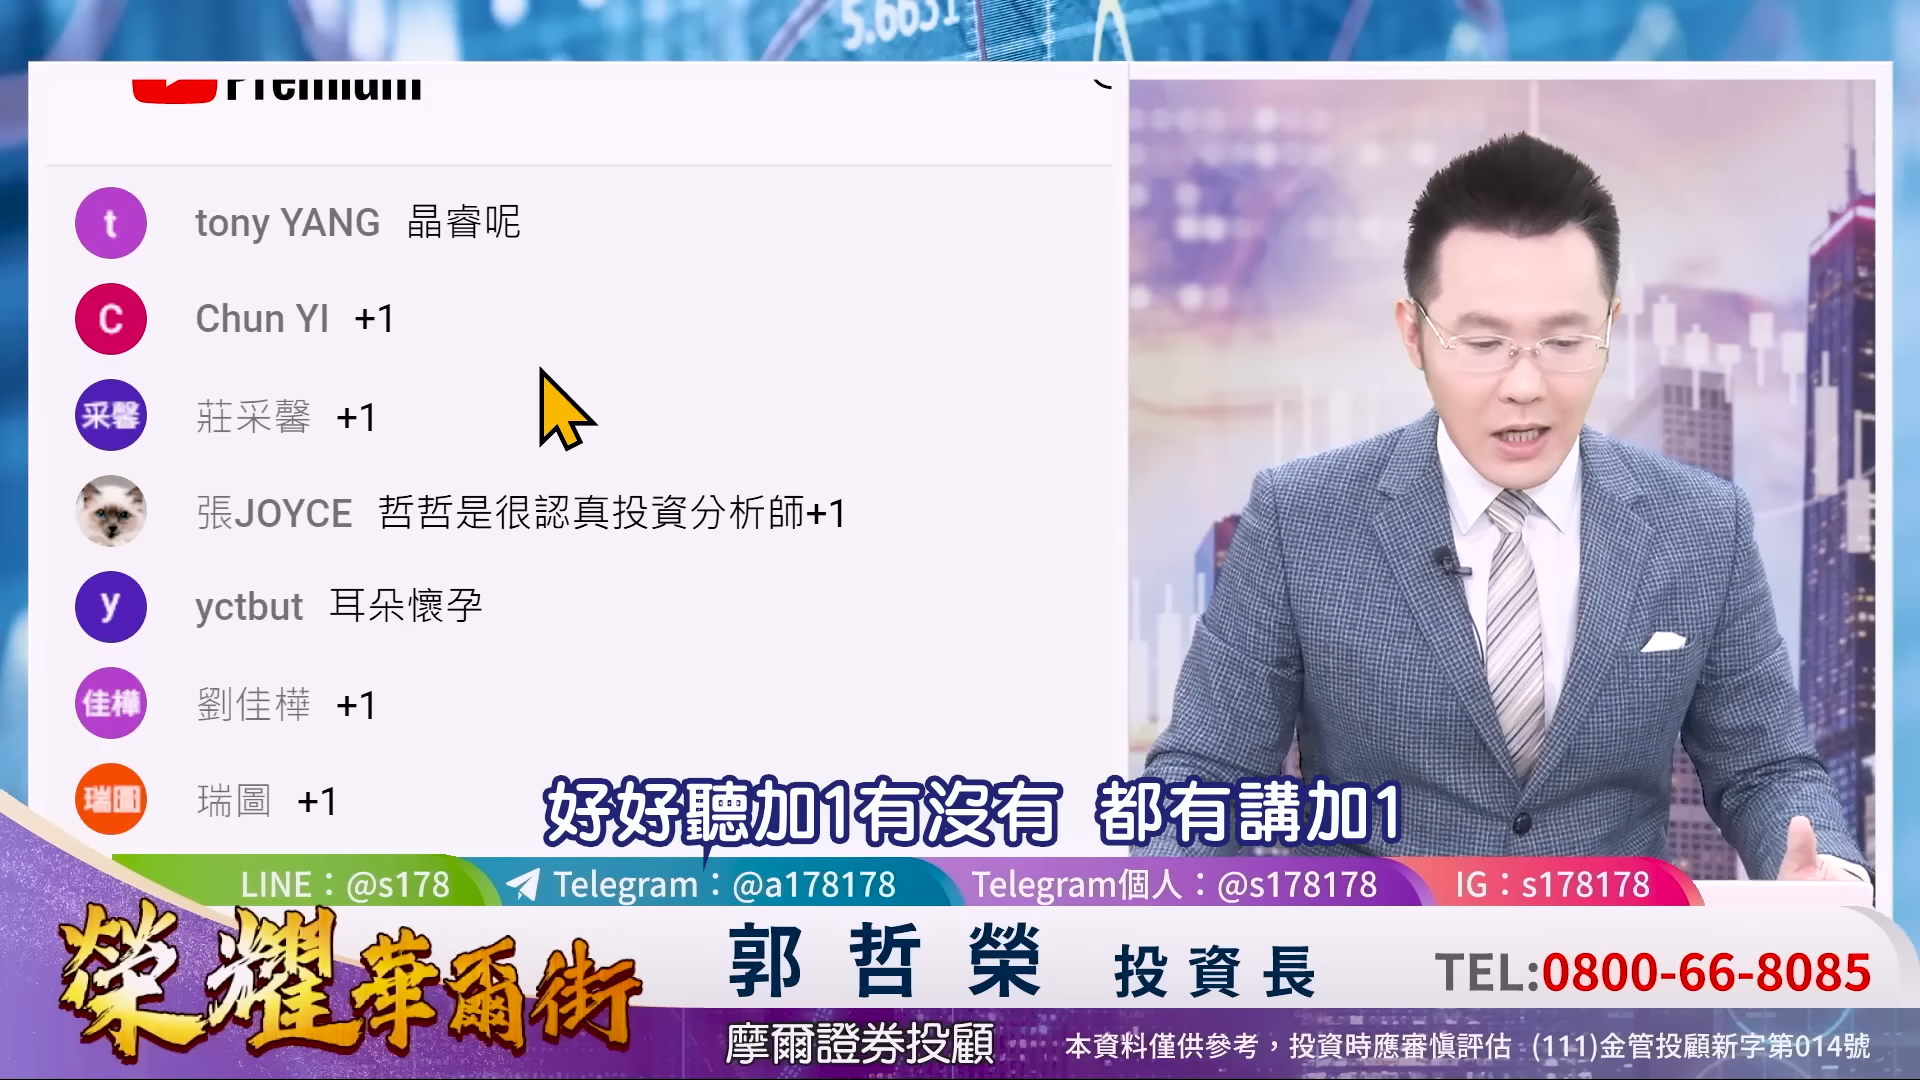 5.6631
Premium
t tony YANG 晶睿呢
C Chun YI +1
采馨 莊采馨 +1
張JOYCE 哲哲是很認真投資分析師+1
y yctbut 耳朵懷孕
佳樺 劉佳樺 +1
瑞圖 瑞圖 +1
好好聽加1有沒有 都有講加1
LINE：@s178 Telegram：@a178178 Telegram個人：@s178178 IG：s178178
榮耀華爾街
郭哲榮 投資長 TEL:0800-66-8085
摩爾證券投顧 本資料僅供參考，投資時應審慎評估 (111)金管投顧新字第014號